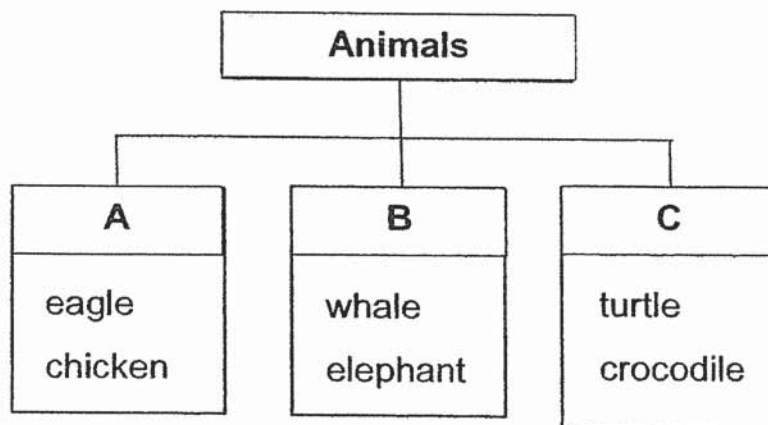 Animals
A
eagle
chicken
B
whale
elephant
C
turtle
crocodile